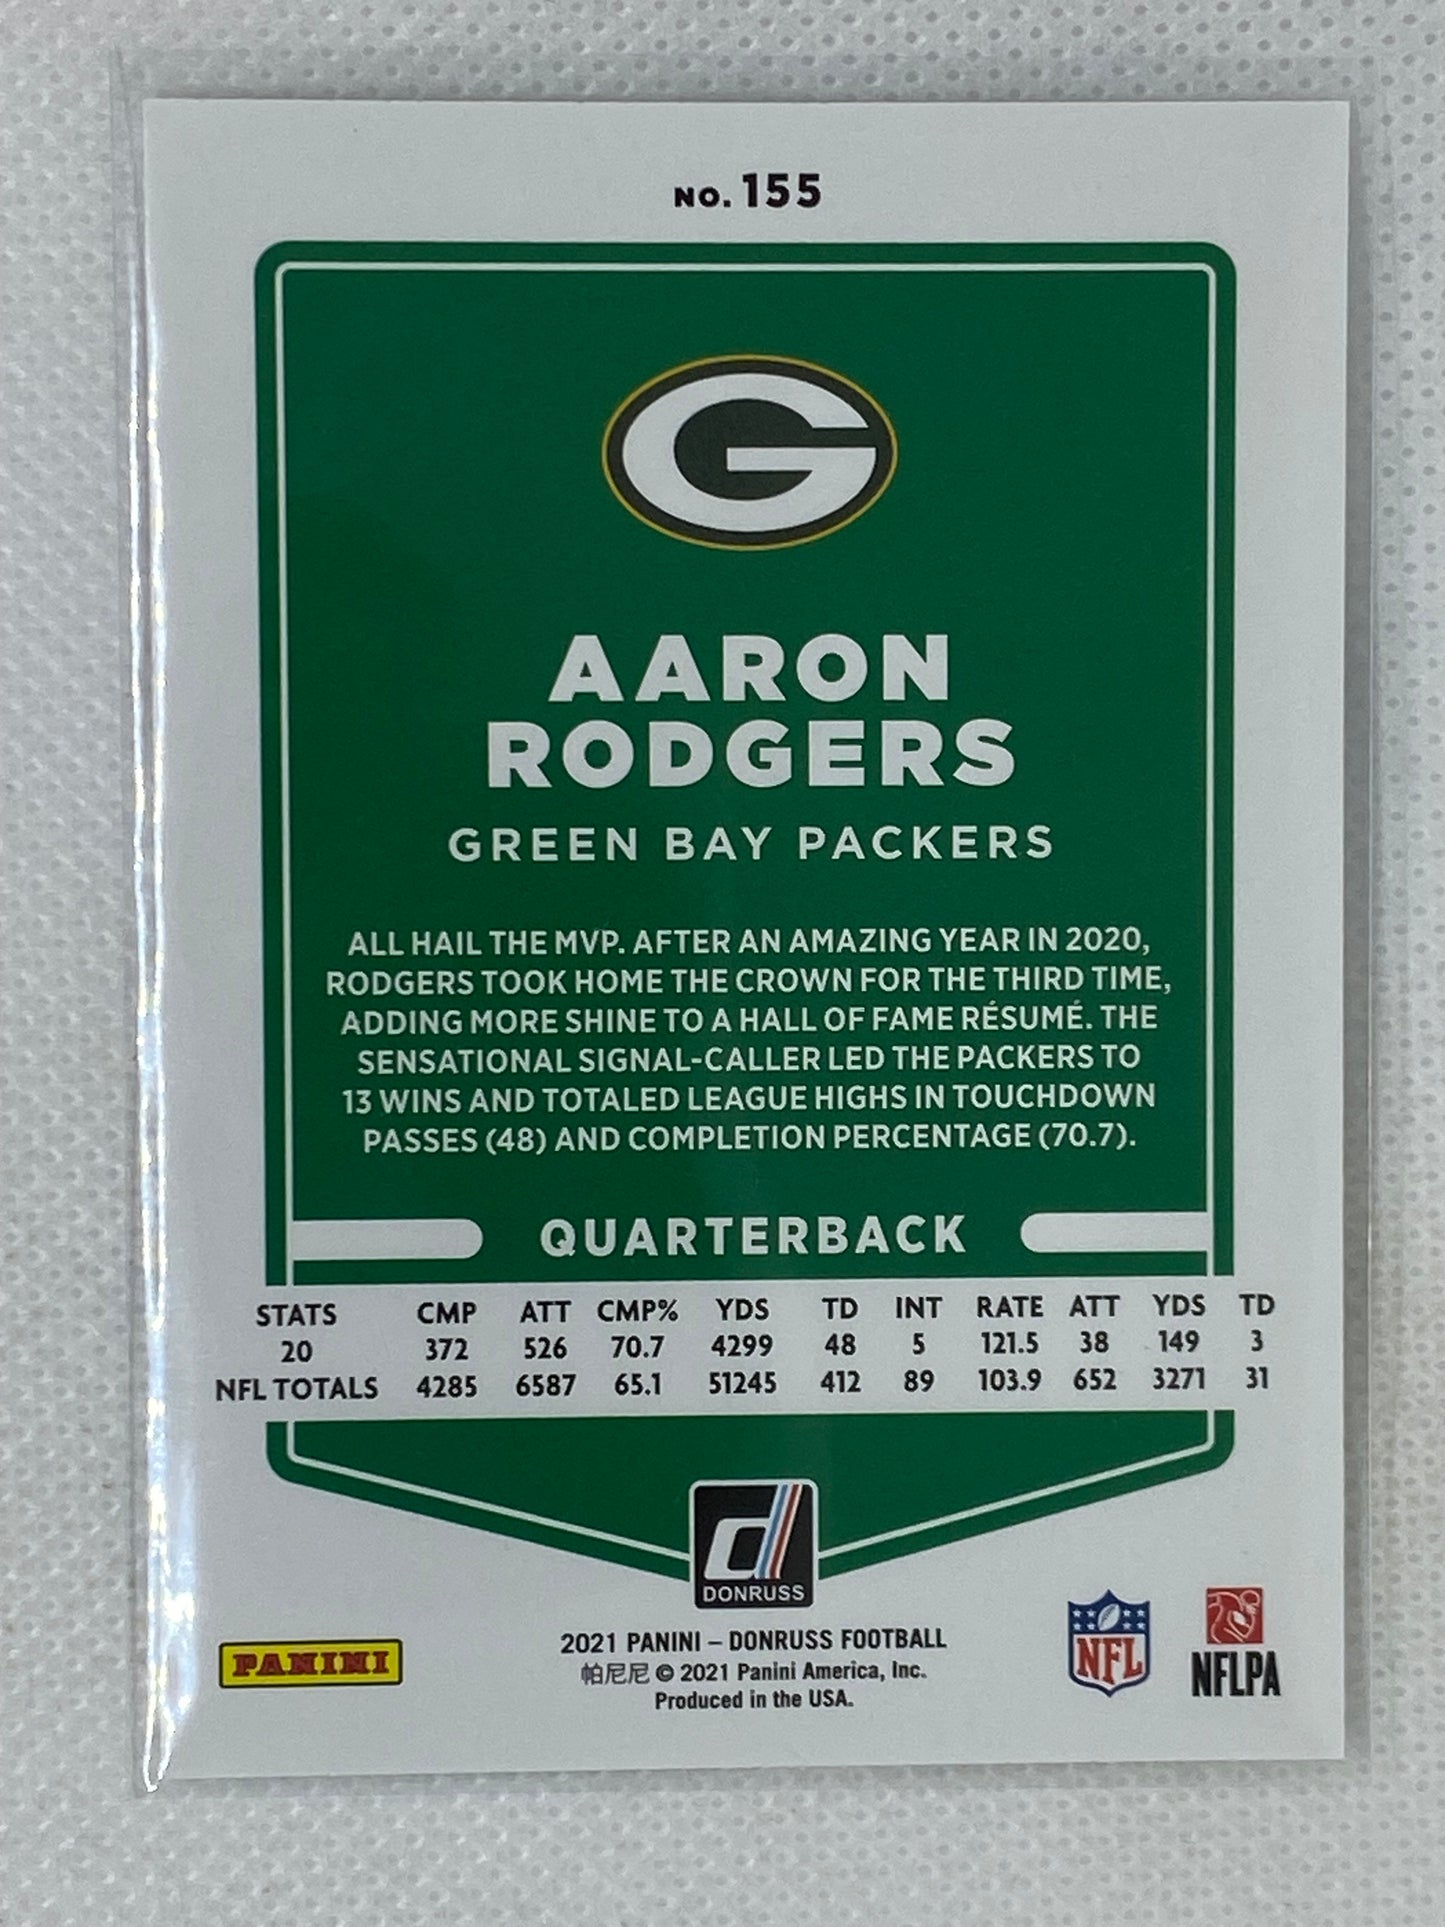 NO. 155
G
AARON
RODGERS
GREEN BAY PACKERS
ALL HAIL THE MVP. AFTER AN AMAZING YEAR IN 2020,
RODGERS TOOK HOME THE CROWN FOR THE THIRD TIME,
ADDING MORE SHINE TO A HALL OF FAME RÉSUMÉ. THE
SENSATIONAL SIGNAL-CALLER LED THE PACKERS TO
13 WINS AND TOTALED LEAGUE HIGHS IN TOUCHDOWN
PASSES (48) AND COMPLETION PERCENTAGE (70.7).
QUARTERBACK
STATS CMP ATT CMP% YDS TD INT RATE ATT YDS TD
20 372 526 70.7 4299 48 5 121.5 38 149 3
NFL TOTALS 4285 6587 65.1 51245 412 89 103.9 652 3271 31
d
DONRUSS
PANINI
2021 PANINI – DONRUSS FOOTBALL
帕尼尼 © 2021 Panini America, Inc.
Produced in the USA.
NFL
NFLPA